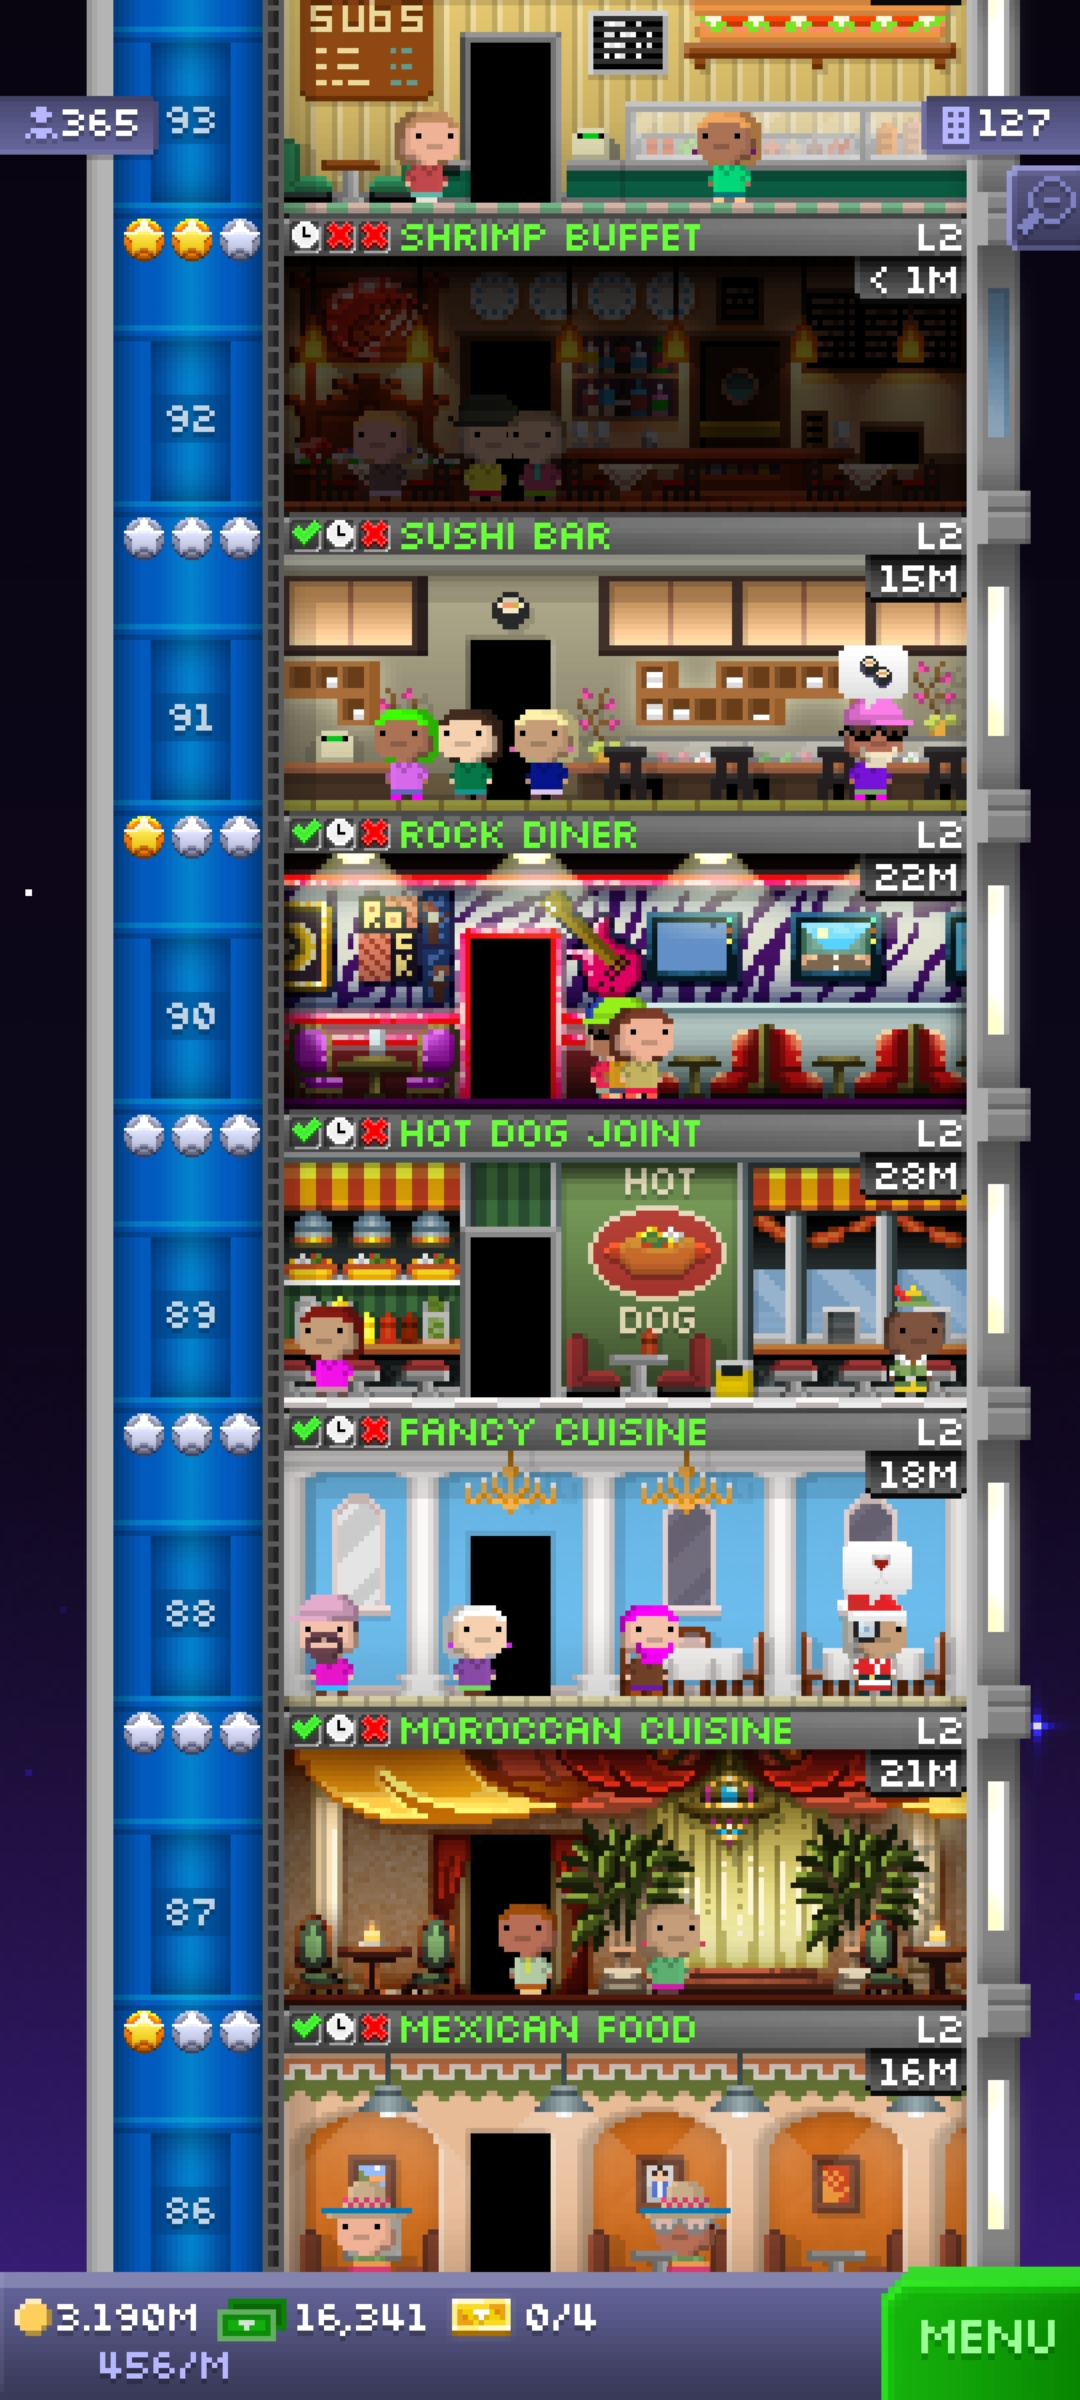 SUBS
365
93
127
SHRIMP BUFFET
L2
< 1M
92
SUSHI BAR
L2
15M
91
ROCK DINER
L2
22M
ROCK
90
HOT DOG JOINT
L2
28M
HOT
DOG
89
FANCY CUISINE
L2
18M
88
MOROCCAN CUISINE
L2
21M
87
MEXICAN FOOD
L2
16M
86
3.190M
16,341
0/4
456/M
MENU